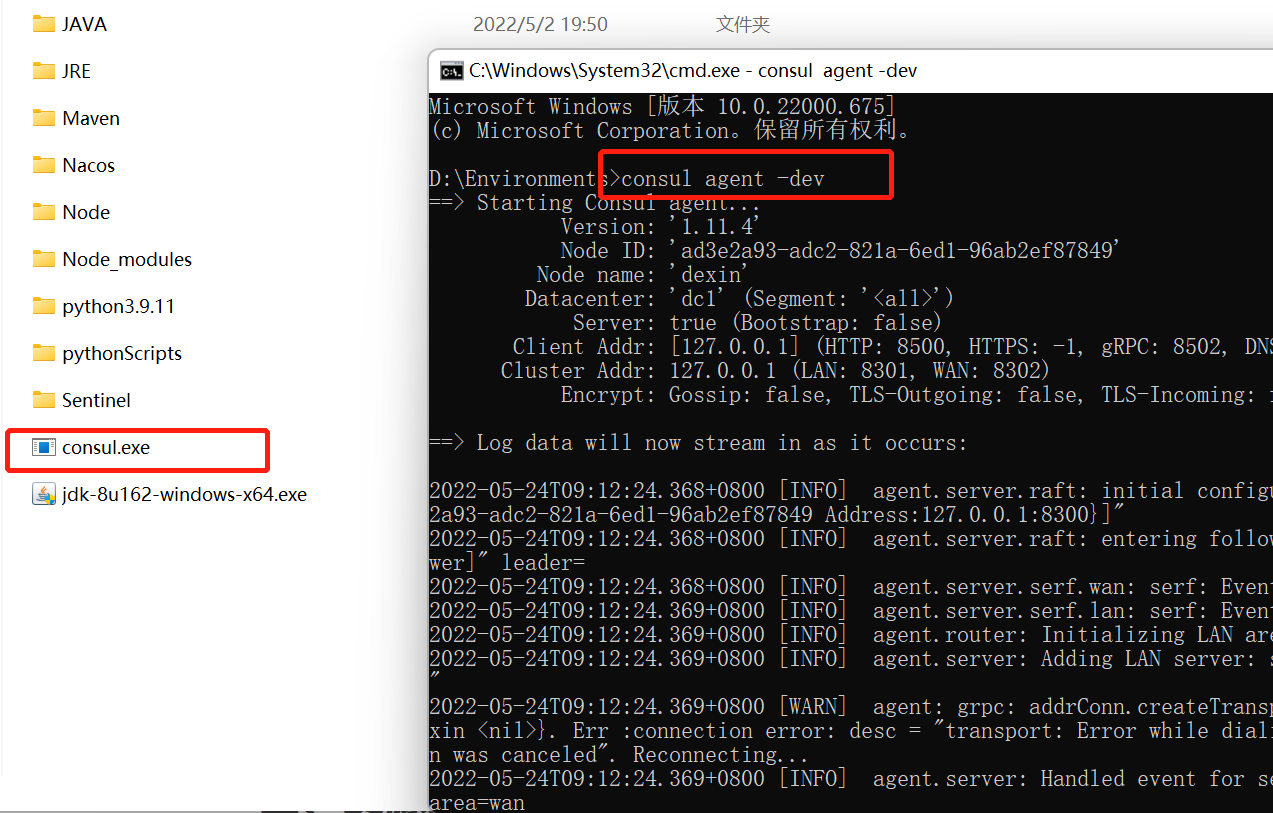 JAVA
2022/5/2 19:50
文件夹
JRE
Maven
Nacos
Node
Node_modules
python3.9.11
pythonScripts
Sentinel
consul.exe
jdk-8u162-windows-x64.exe
C:\Windows\System32\cmd.exe - consul  agent -dev
Microsoft Windows [版本 10.0.22000.675]
(c) Microsoft Corporation。保留所有权利。
D:\Environments>consul agent -dev
==> Starting Consul agent...
Version: '1.11.4'
Node ID: 'ad3e2a93-adc2-821a-6ed1-96ab2ef87849'
Node name: 'dexin'
Datacenter: 'dc1' (Segment: '<all>')
Server: true (Bootstrap: false)
Client Addr: [127.0.0.1] (HTTP: 8500, HTTPS: -1, gRPC: 8502, DNS
Cluster Addr: 127.0.0.1 (LAN: 8301, WAN: 8302)
Encrypt: Gossip: false, TLS-Outgoing: false, TLS-Incoming:
==> Log data will now stream in as it occurs:
2022-05-24T09:12:24.368+0800 [INFO]  agent.server.raft: initial configu
2a93-adc2-821a-6ed1-96ab2ef87849 Address:127.0.0.1:8300}]"
2022-05-24T09:12:24.368+0800 [INFO]  agent.server.raft: entering follow
wer]" leader=
2022-05-24T09:12:24.368+0800 [INFO]  agent.server.serf.wan: serf: Event
2022-05-24T09:12:24.369+0800 [INFO]  agent.server.serf.lan: serf: Event
2022-05-24T09:12:24.369+0800 [INFO]  agent.router: Initializing LAN are
2022-05-24T09:12:24.369+0800 [INFO]  agent.server: Adding LAN server: s
"
2022-05-24T09:12:24.369+0800 [WARN]  agent: grpc: addrConn.createTransp
xin <nil>}. Err :connection error: desc = "transport: Error while diali
n was canceled". Reconnecting...
2022-05-24T09:12:24.369+0800 [INFO]  agent.server: Handled event for se
area=wan